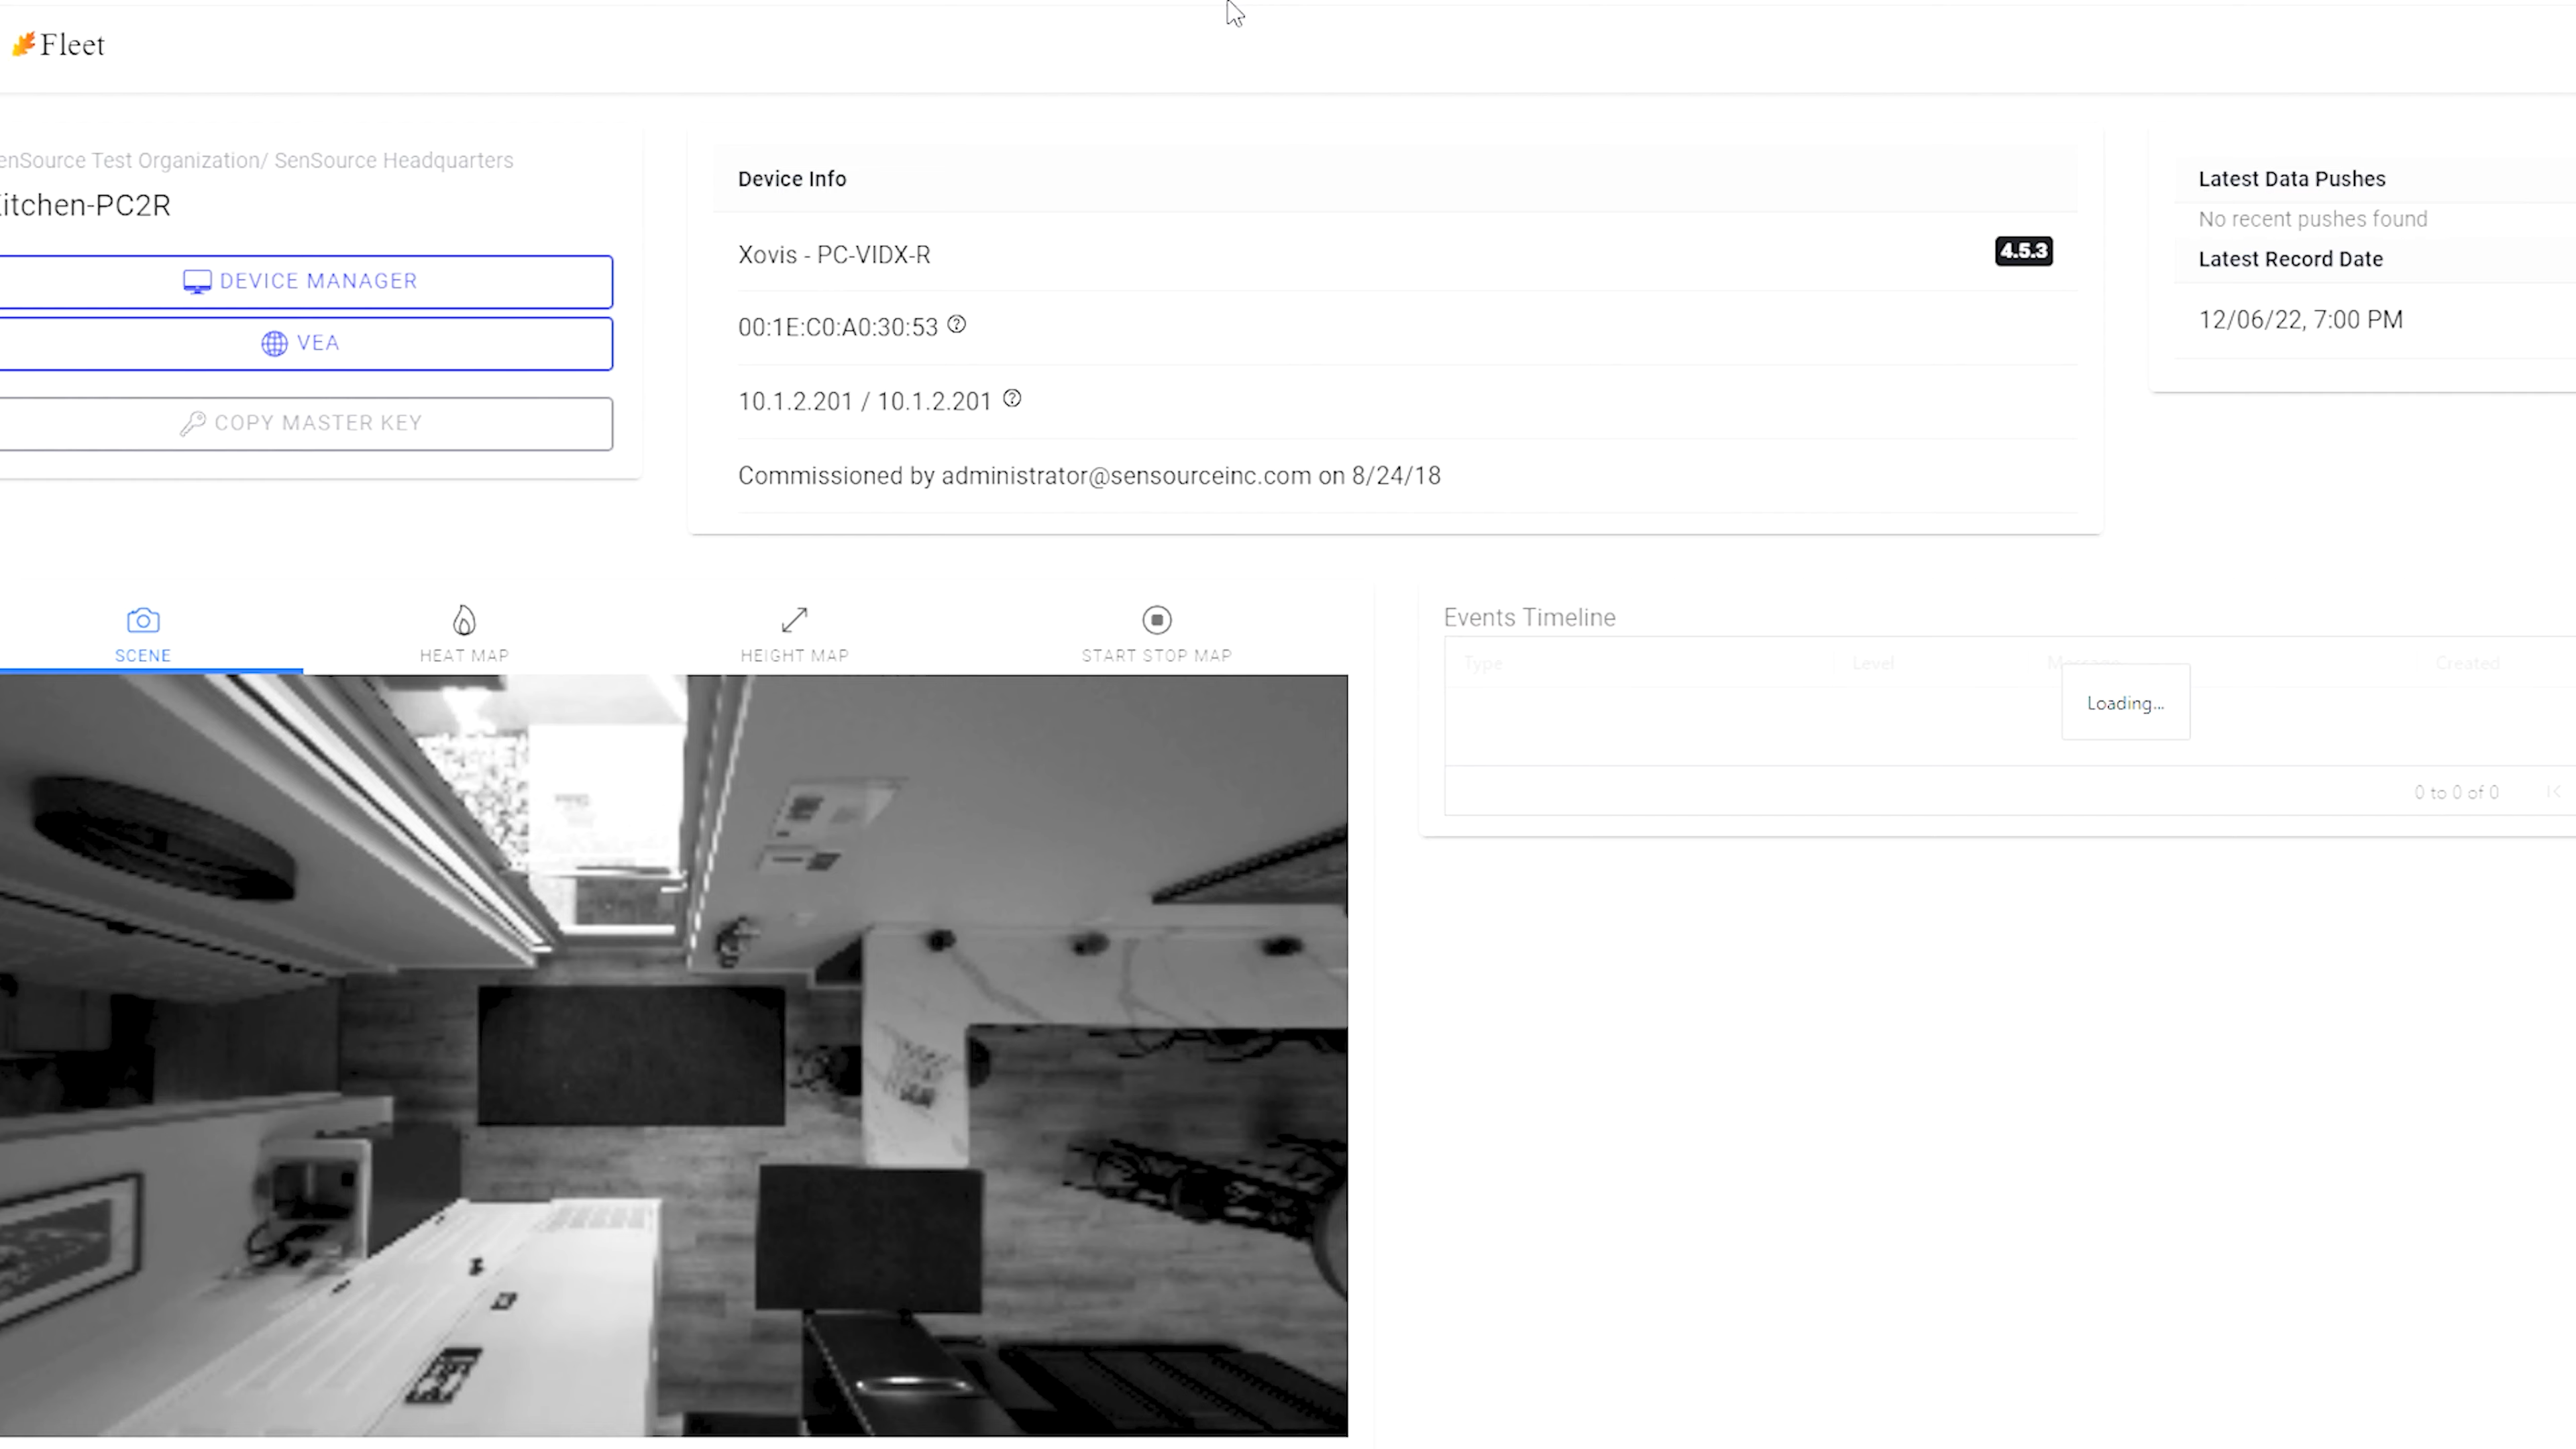 Fleet
enSource Test Organization/ SenSource Headquarters
itchen-PC2R
DEVICE MANAGER
VEA
COPY MASTER KEY
Device Info
Xovis - PC-VIDX-R
4.5.3
00:1E:C0:A0:30:53
10.1.2.201 / 10.1.2.201
Commissioned by administrator@sensourceinc.com on 8/24/18
Latest Data Pushes
No recent pushes found
Latest Record Date
12/06/22, 7:00 PM
SCENE
HEAT MAP
HEIGHT MAP
START STOP MAP
Events Timeline
Type Level Message Created
Loading...
0 to 0 of 0